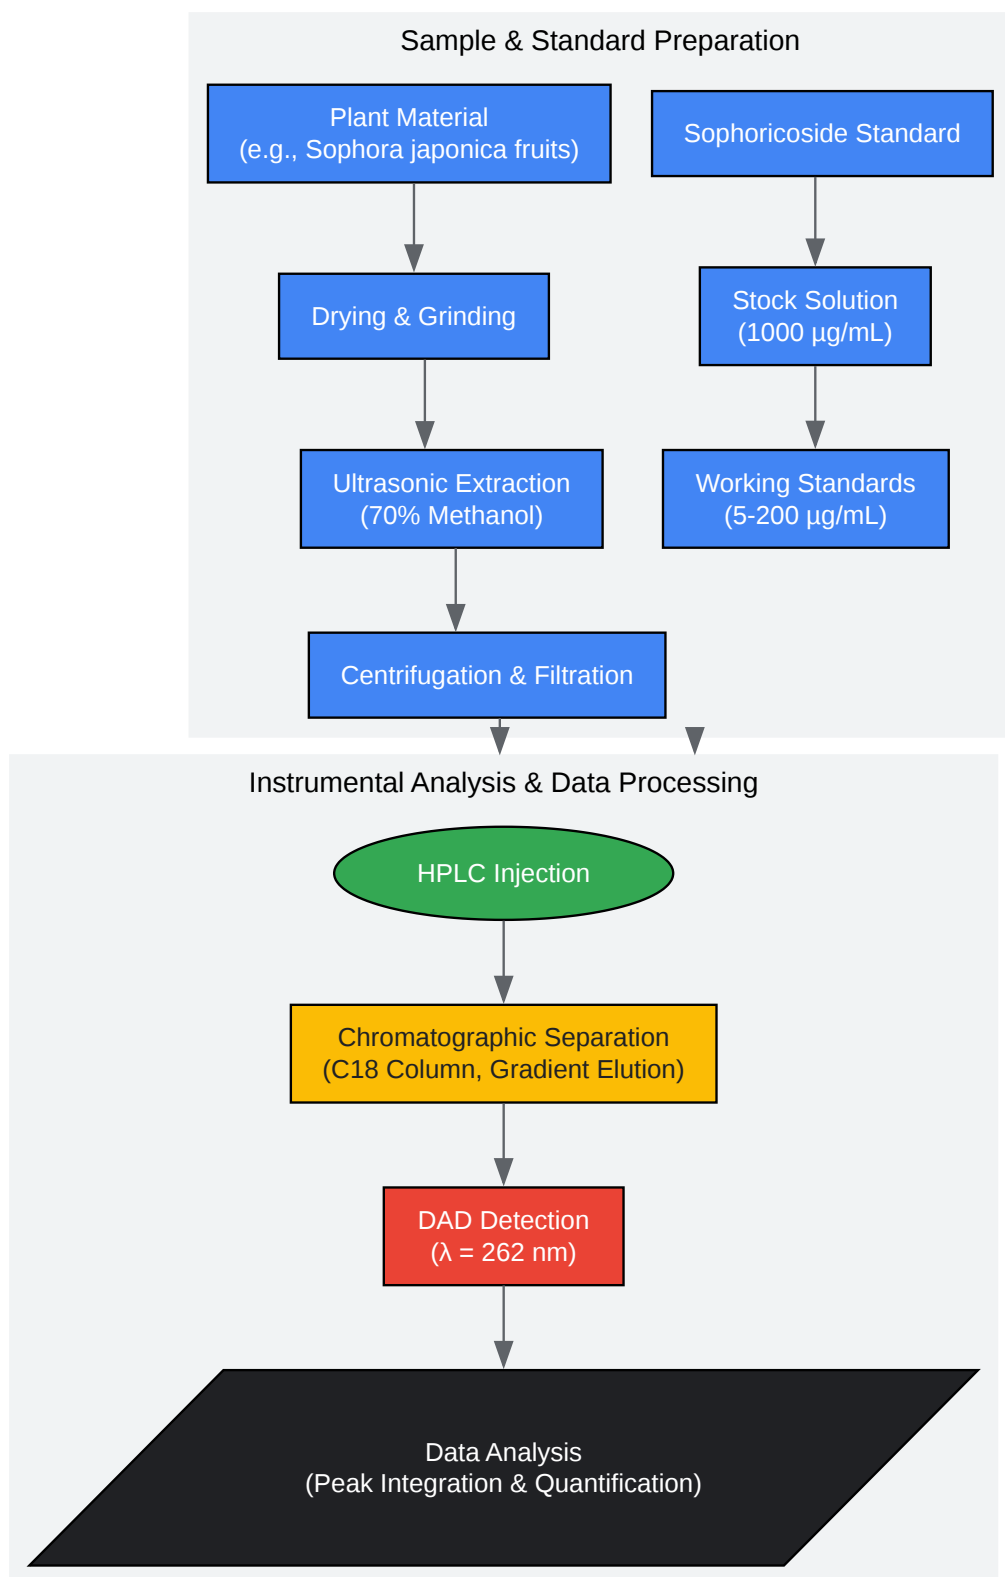 Sample & Standard Preparation
Plant Material
(e.g., Sophora japonica fruits)
Sophoricoside Standard
Drying & Grinding
Stock Solution
(1000 µg/mL)
Ultrasonic Extraction
(70% Methanol)
Working Standards
(5-200 µg/mL)
Centrifugation & Filtration
Instrumental Analysis & Data Processing
HPLC Injection
Chromatographic Separation
(C18 Column, Gradient Elution)
DAD Detection
(λ = 262 nm)
Data Analysis
(Peak Integration & Quantification)